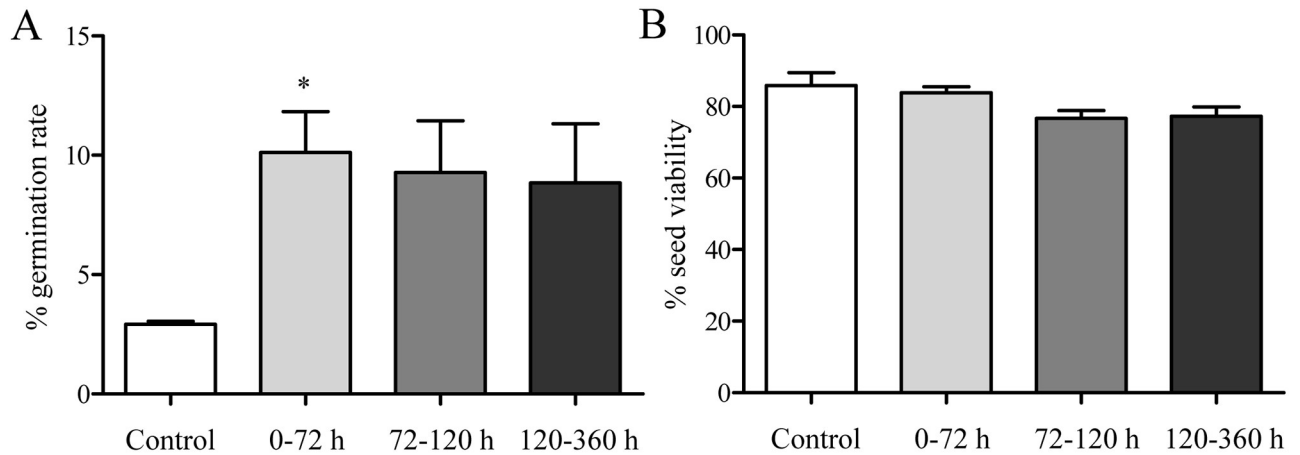 A
% germination rate
15
10
5
0
*
Control 0-72 h 72-120 h 120-360 h
B
% seed viability
100
80
60
40
20
0
Control 0-72 h 72-120 h 120-360 h